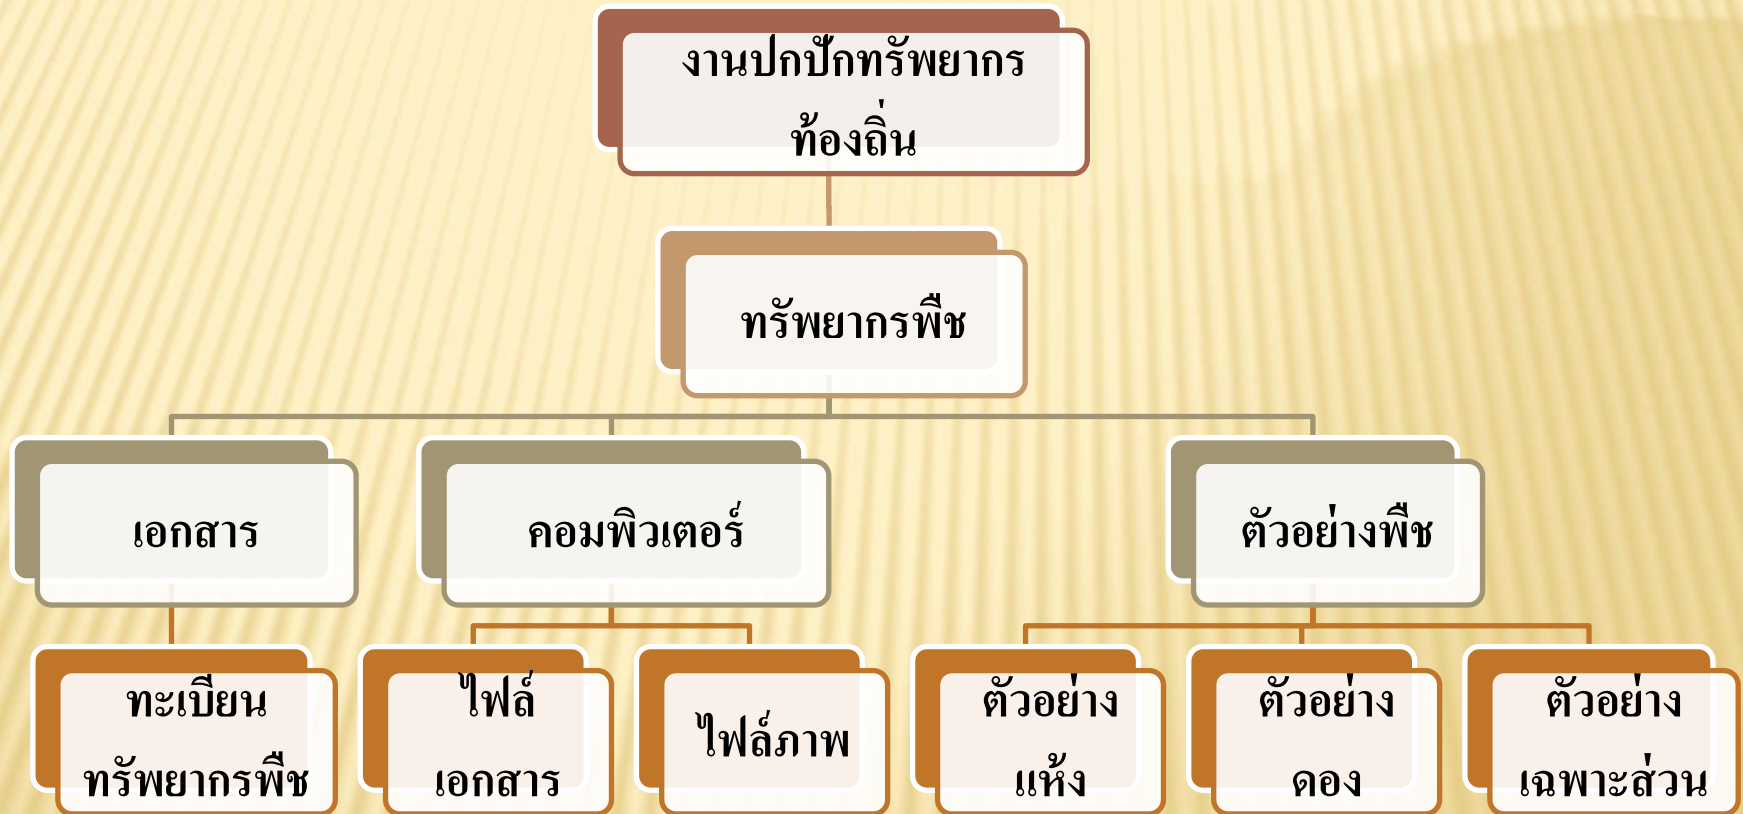 งานปกปักทรัพยากร
ท้องถิ่น
ทรัพยากรพืช
เอกสาร
คอมพิวเตอร์
ตัวอย่างพืช
ทะเบียน
ทรัพยากรพืช
ไฟล์
เอกสาร
ไฟล์ภาพ
ตัวอย่าง
แห้ง
ตัวอย่าง
ดอง
ตัวอย่าง
เฉพาะส่วน